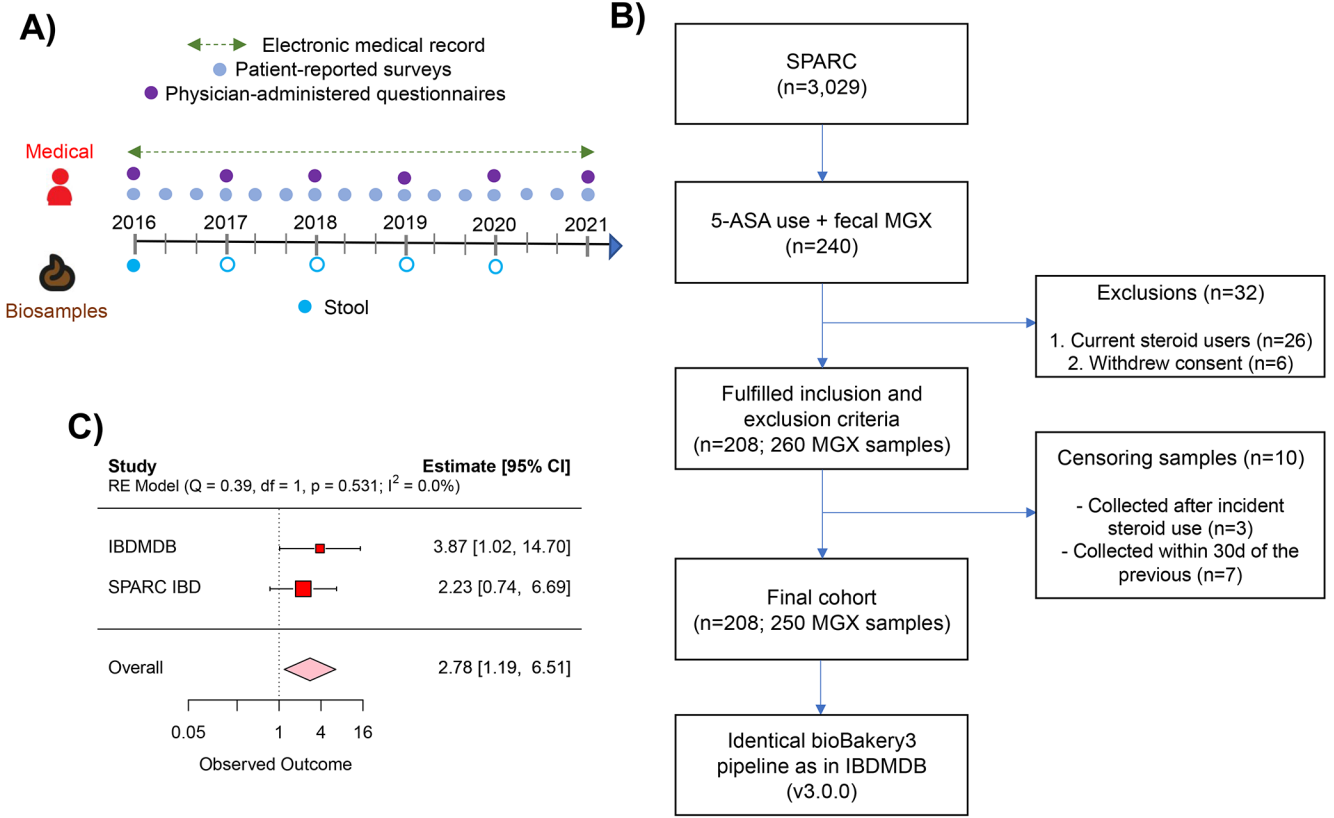 A)
Electronic medical record
Patient-reported surveys
Physician-administered questionnaires
Medical
2016 2017 2018 2019 2020 2021
Biosamples
Stool
B)
SPARC
(n=3,029)
5-ASA use + fecal MGX
(n=240)
Exclusions (n=32)
1. Current steroid users (n=26)
2. Withdrew consent (n=6)
Fulfilled inclusion and
exclusion criteria
(n=208; 260 MGX samples)
Censoring samples (n=10)
- Collected after incident
steroid use (n=3)
- Collected within 30d of the
previous (n=7)
Final cohort
(n=208; 250 MGX samples)
Identical bioBakery3
pipeline as in IBDMDB
(v3.0.0)
C)
Study Estimate [95% CI]
RE Model (Q = 0.39, df = 1, p = 0.531; I² = 0.0%)
IBDMDB 3.87 [1.02, 14.70]
SPARC IBD 2.23 [0.74, 6.69]
Overall 2.78 [1.19, 6.51]
0.05 1 4 16
Observed Outcome